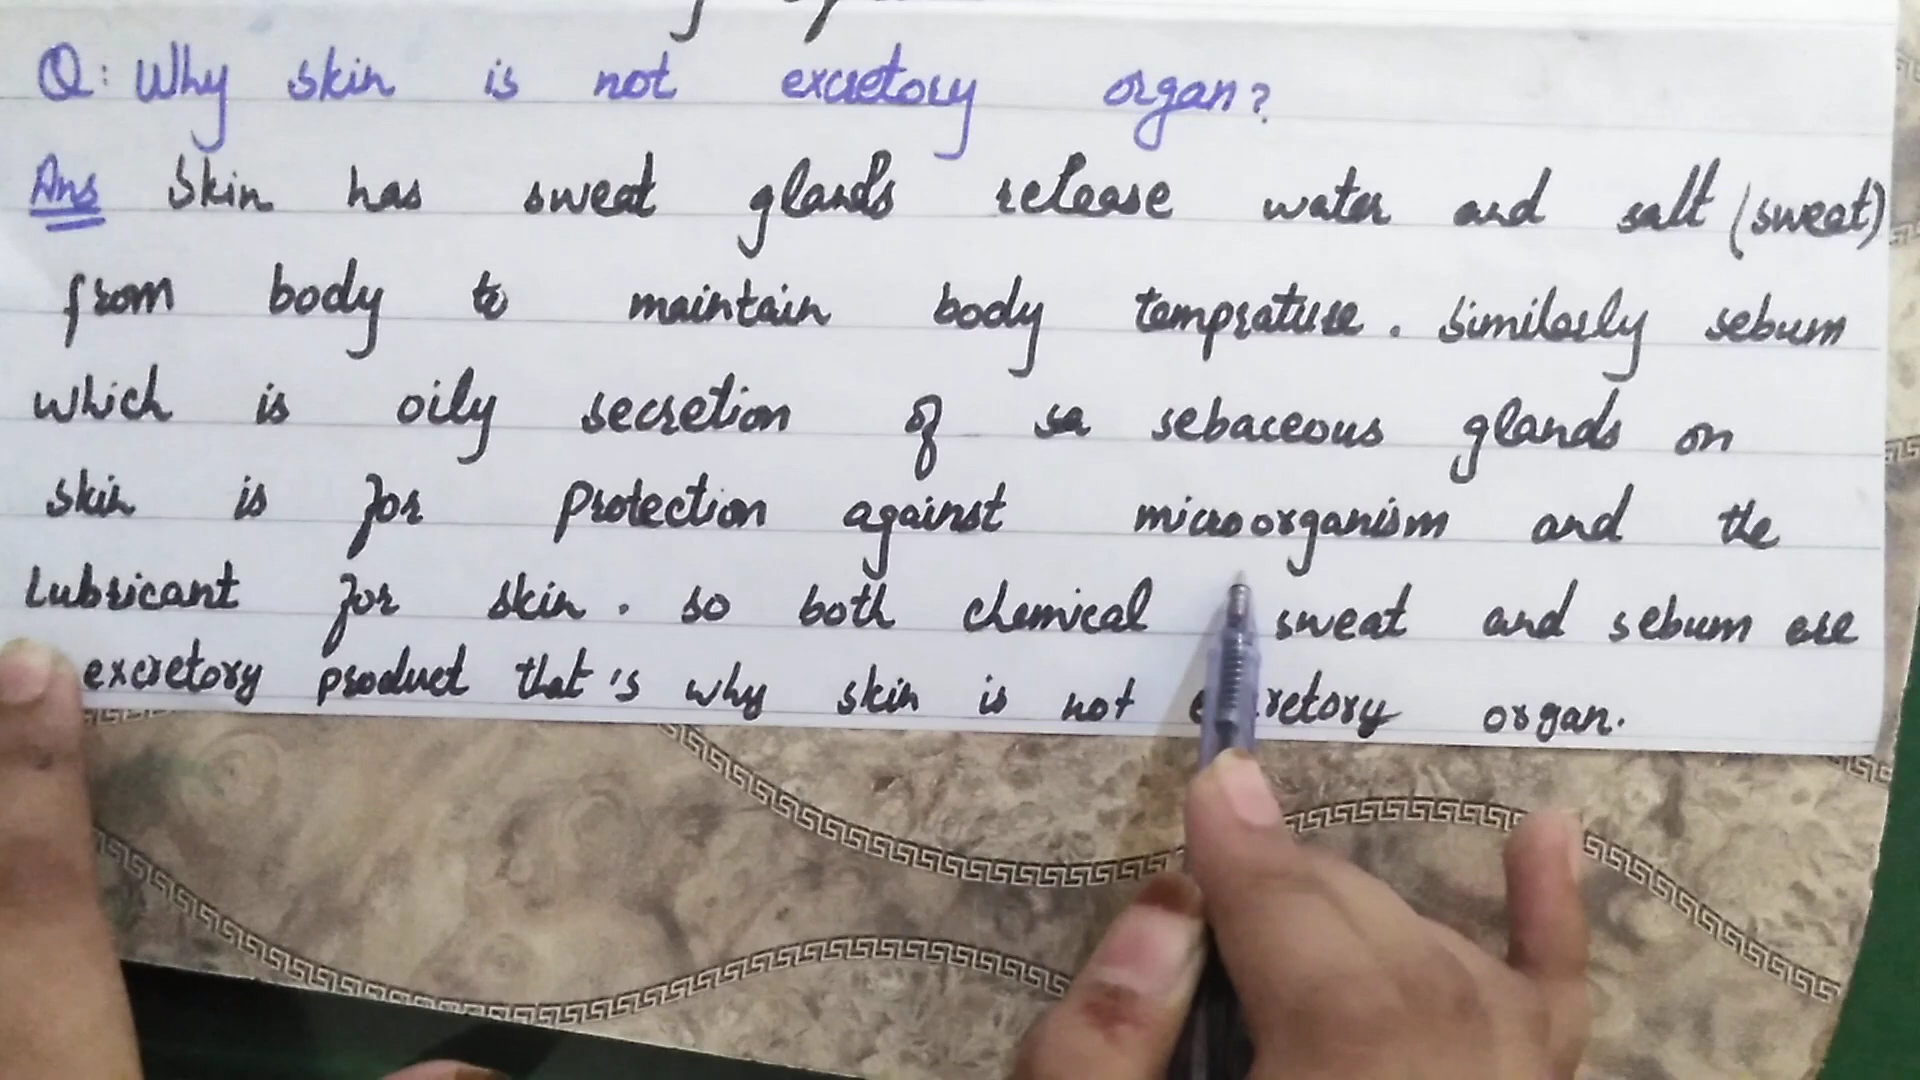 Q: Why skin is not excretory organ?
Ans Skin has sweat glands release water and salt (sweat)
from body to maintain body temprature. Similarly sebum
which is oily secretion of sa sebaceous glands on
skin is for protection against microorganism and the
Lubricant for skin. so both chemical sweat and sebum are
excretory product that's why skin is not excretory organ.